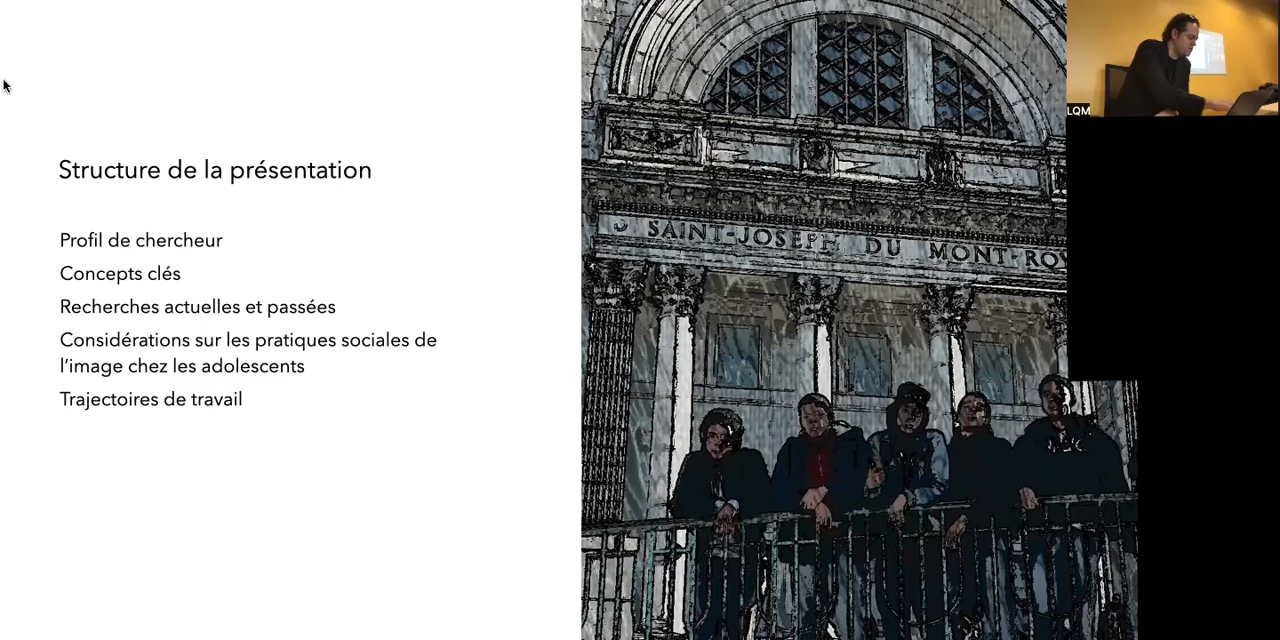 Structure de la présentation
Profil de chercheur
Concepts clés
Recherches actuelles et passées
Considérations sur les pratiques sociales de
l’image chez les adolescents
Trajectoires de travail
SAINT-JOSEPH DU MONT-ROY
LQM